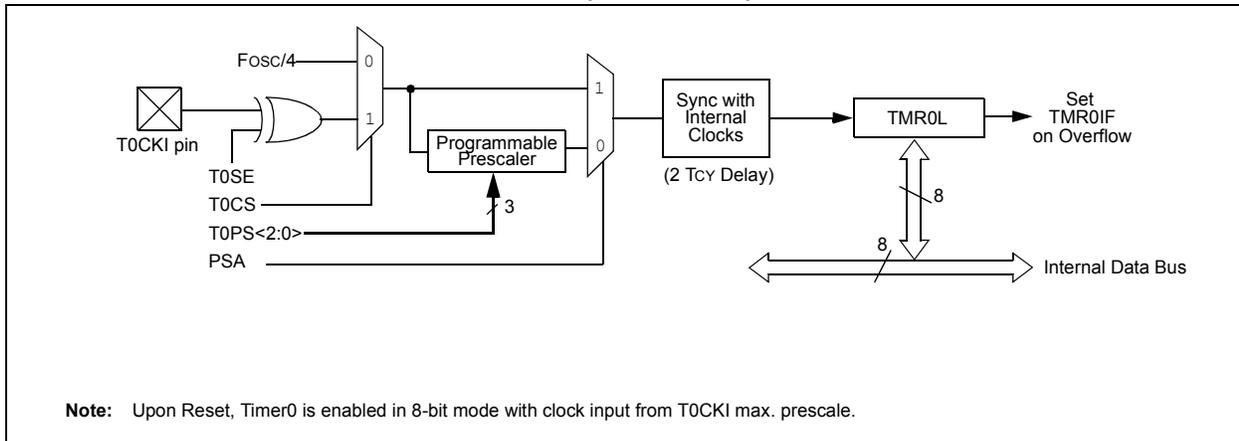 FOSC/4
0
1
T0CKI pin
T0SE
T0CS
T0PS<2:0>
PSA
Programmable
Prescaler
3
1
0
Sync with
Internal
Clocks
(2 TCY Delay)
TMR0L
Set
TMR0IF
on Overflow
8
8
Internal Data Bus
Note: Upon Reset, Timer0 is enabled in 8-bit mode with clock input from T0CKI max. prescale.